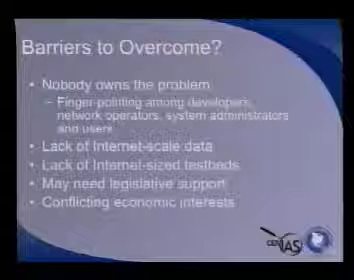 Barriers to Overcome?
• Nobody owns the problem
– Finger-pointing among developers,
network operators, system administrators
and users
• Lack of Internet-scale data
• Lack of Internet-sized testbeds
• May need legislative support
• Conflicting economic interests